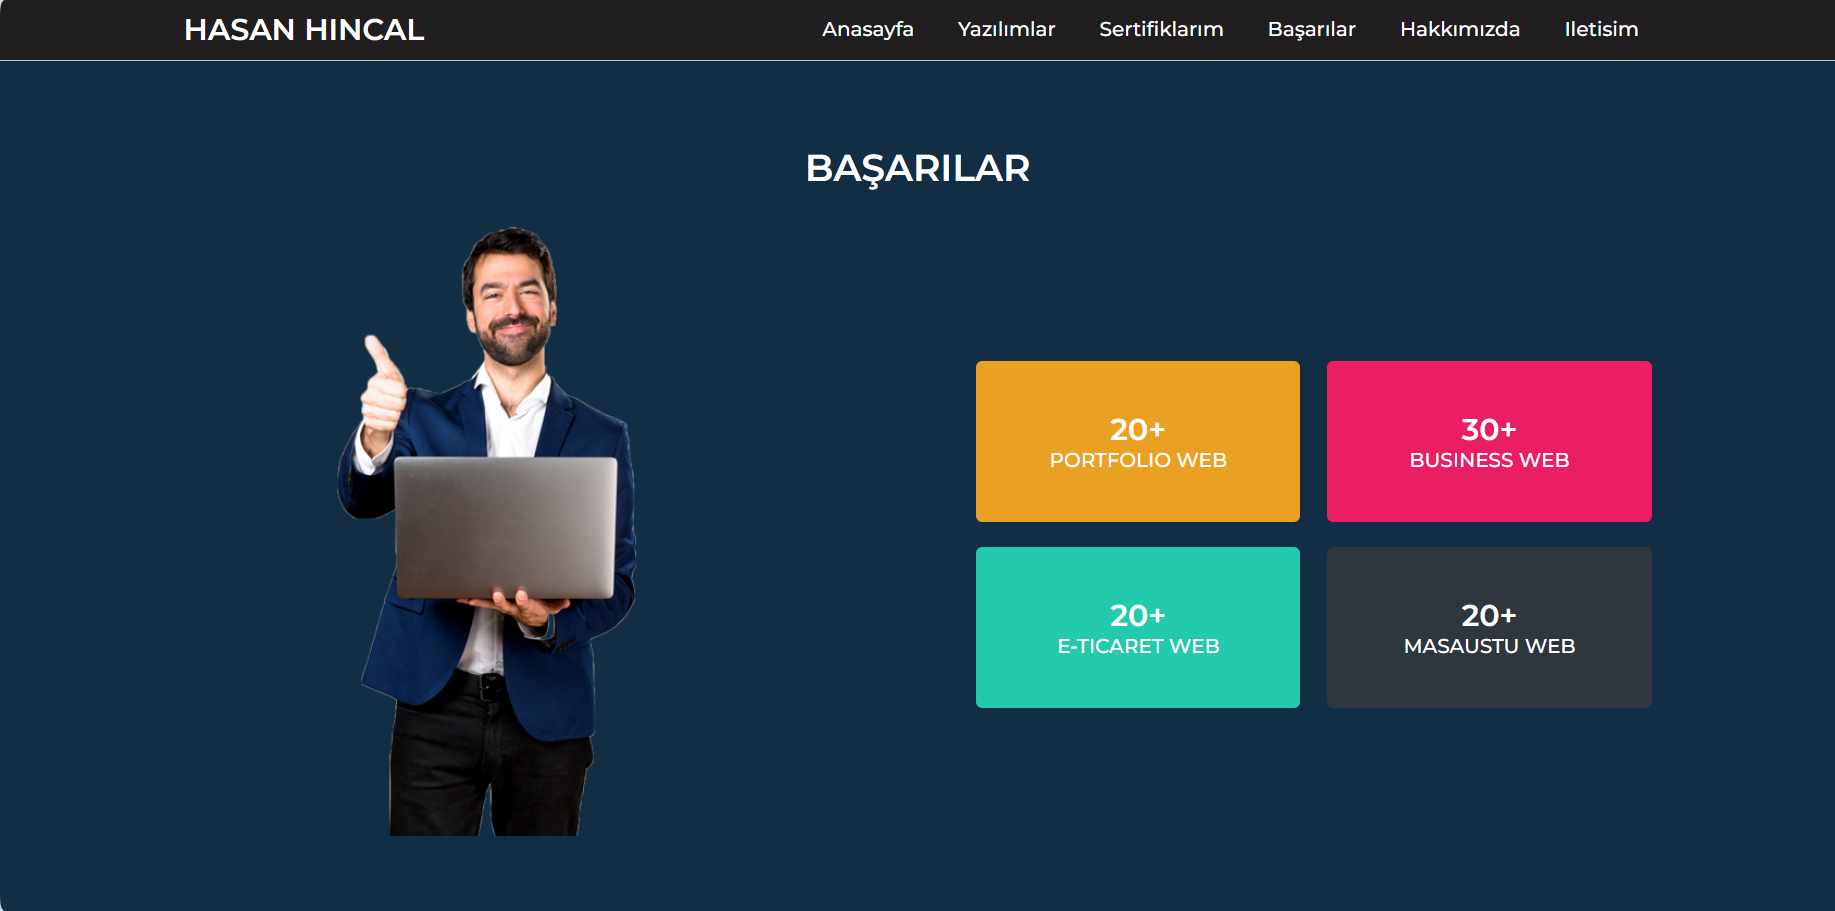 HASAN HINCAL
Anasayfa Yazılımlar Sertifiklarım Başarılar Hakkımızda Iletisim
BAŞARILAR
20+
PORTFOLIO WEB
30+
BUSINESS WEB
20+
E-TICARET WEB
20+
MASAUSTU WEB